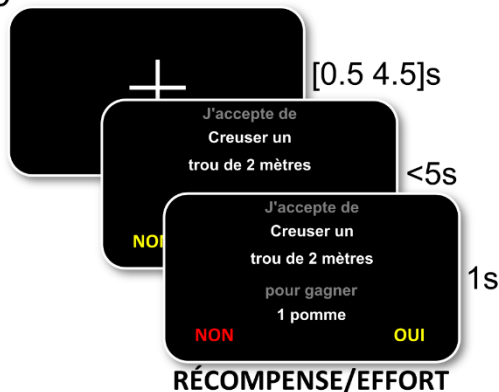 [0.5 4.5]s
J'accepte de
Creuser un
trou de 2 mètres
<5s
J'accepte de
Creuser un
trou de 2 mètres
pour gagner
1 pomme
NON OUI
1s
RÉCOMPENSE/EFFORT